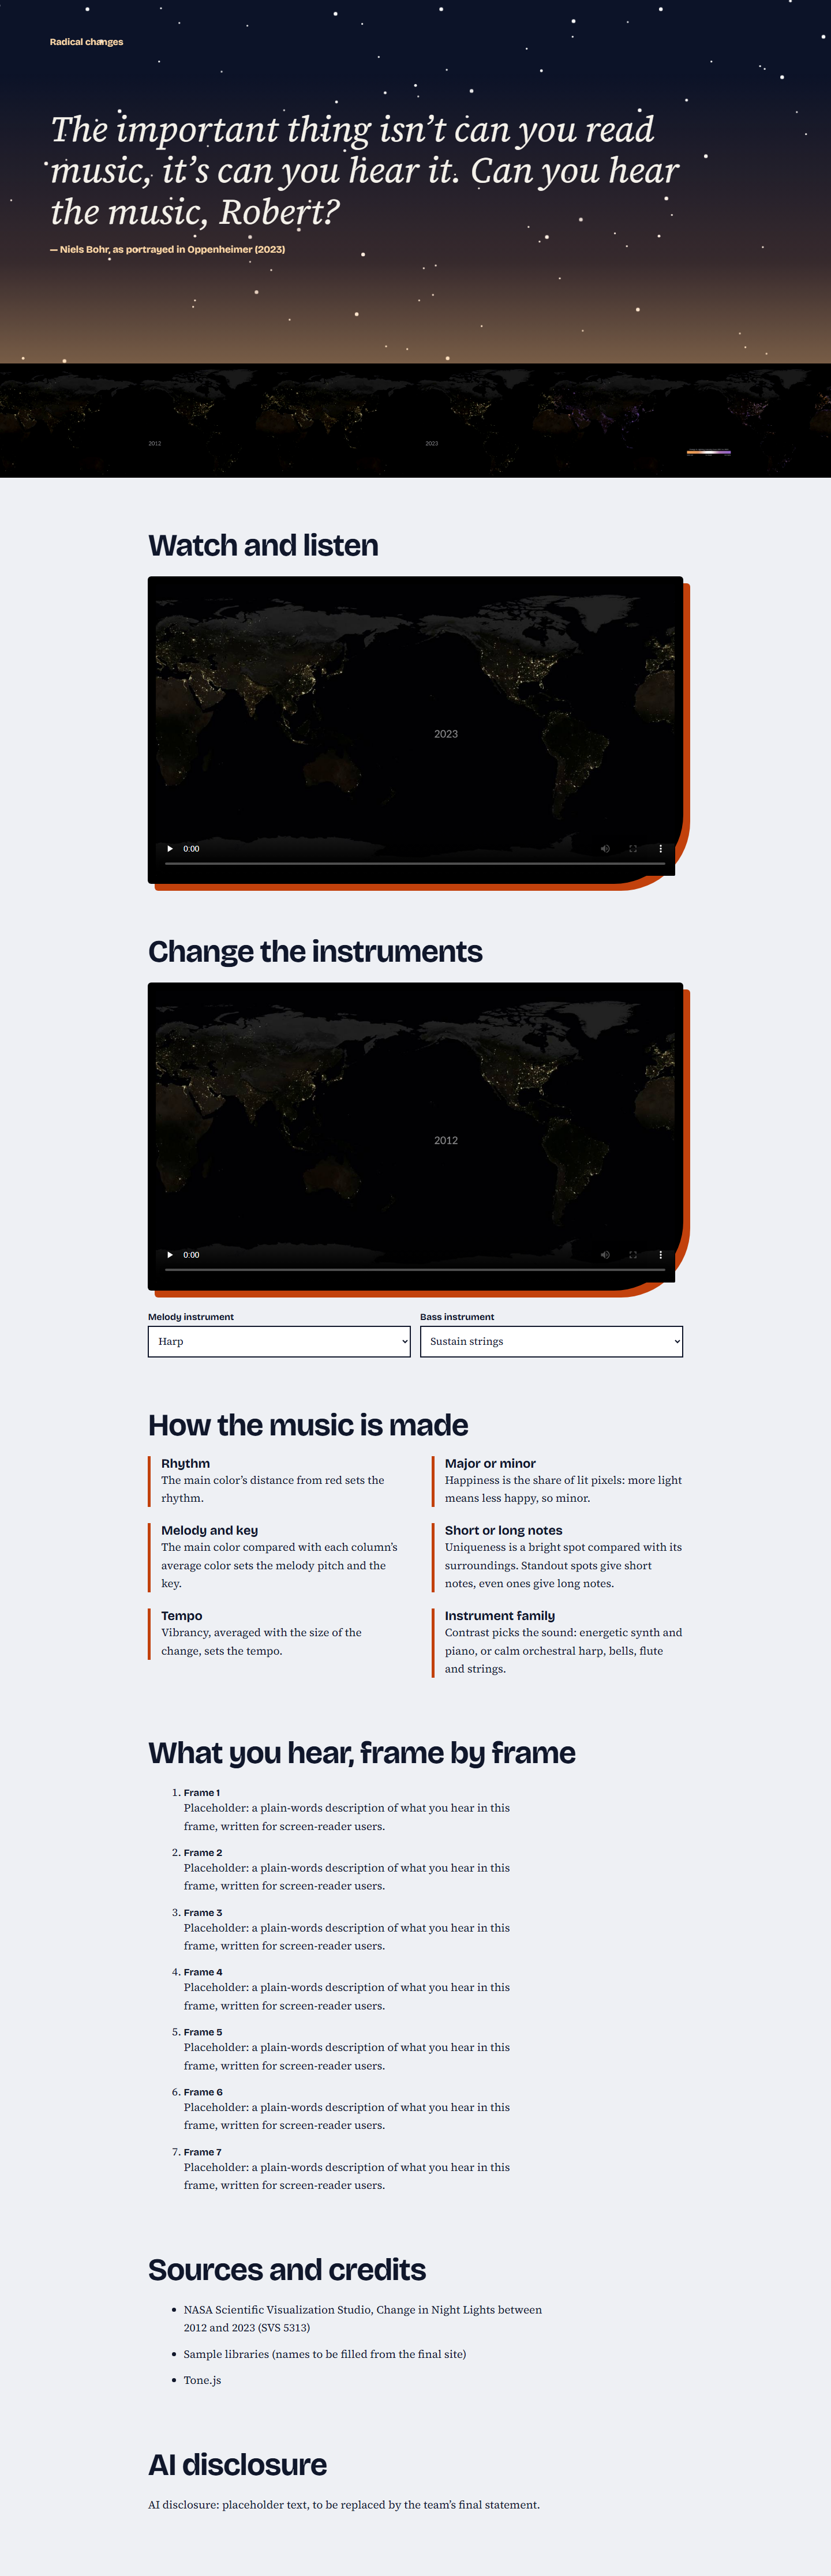 Radical changes
The important thing isn’t can you read
music, it’s can you hear it. Can you hear
the music, Robert?
— Niels Bohr, as portrayed in Oppenheimer (2023)
2012
2023
Watch and listen
2023
0:00
Change the instruments
2012
0:00
Melody instrument
Bass instrument
Harp
Sustain strings
How the music is made
Rhythm
The main color’s distance from red sets the
rhythm.
Major or minor
Happiness is the share of lit pixels: more light
means less happy, so minor.
Melody and key
The main color compared with each column’s
average color sets the melody pitch and the
key.
Short or long notes
Uniqueness is a bright spot compared with its
surroundings. Standout spots give short
notes, even ones give long notes.
Tempo
Vibrancy, averaged with the size of the
change, sets the tempo.
Instrument family
Contrast picks the sound: energetic synth and
piano, or calm orchestral harp, bells, flute
and strings.
What you hear, frame by frame
1. Frame 1
Placeholder: a plain-words description of what you hear in this
frame, written for screen-reader users.
2. Frame 2
Placeholder: a plain-words description of what you hear in this
frame, written for screen-reader users.
3. Frame 3
Placeholder: a plain-words description of what you hear in this
frame, written for screen-reader users.
4. Frame 4
Placeholder: a plain-words description of what you hear in this
frame, written for screen-reader users.
5. Frame 5
Placeholder: a plain-words description of what you hear in this
frame, written for screen-reader users.
6. Frame 6
Placeholder: a plain-words description of what you hear in this
frame, written for screen-reader users.
7. Frame 7
Placeholder: a plain-words description of what you hear in this
frame, written for screen-reader users.
Sources and credits
• NASA Scientific Visualization Studio, Change in Night Lights between
2012 and 2023 (SVS 5313)
• Sample libraries (names to be filled from the final site)
• Tone.js
AI disclosure
AI disclosure: placeholder text, to be replaced by the team’s final statement.